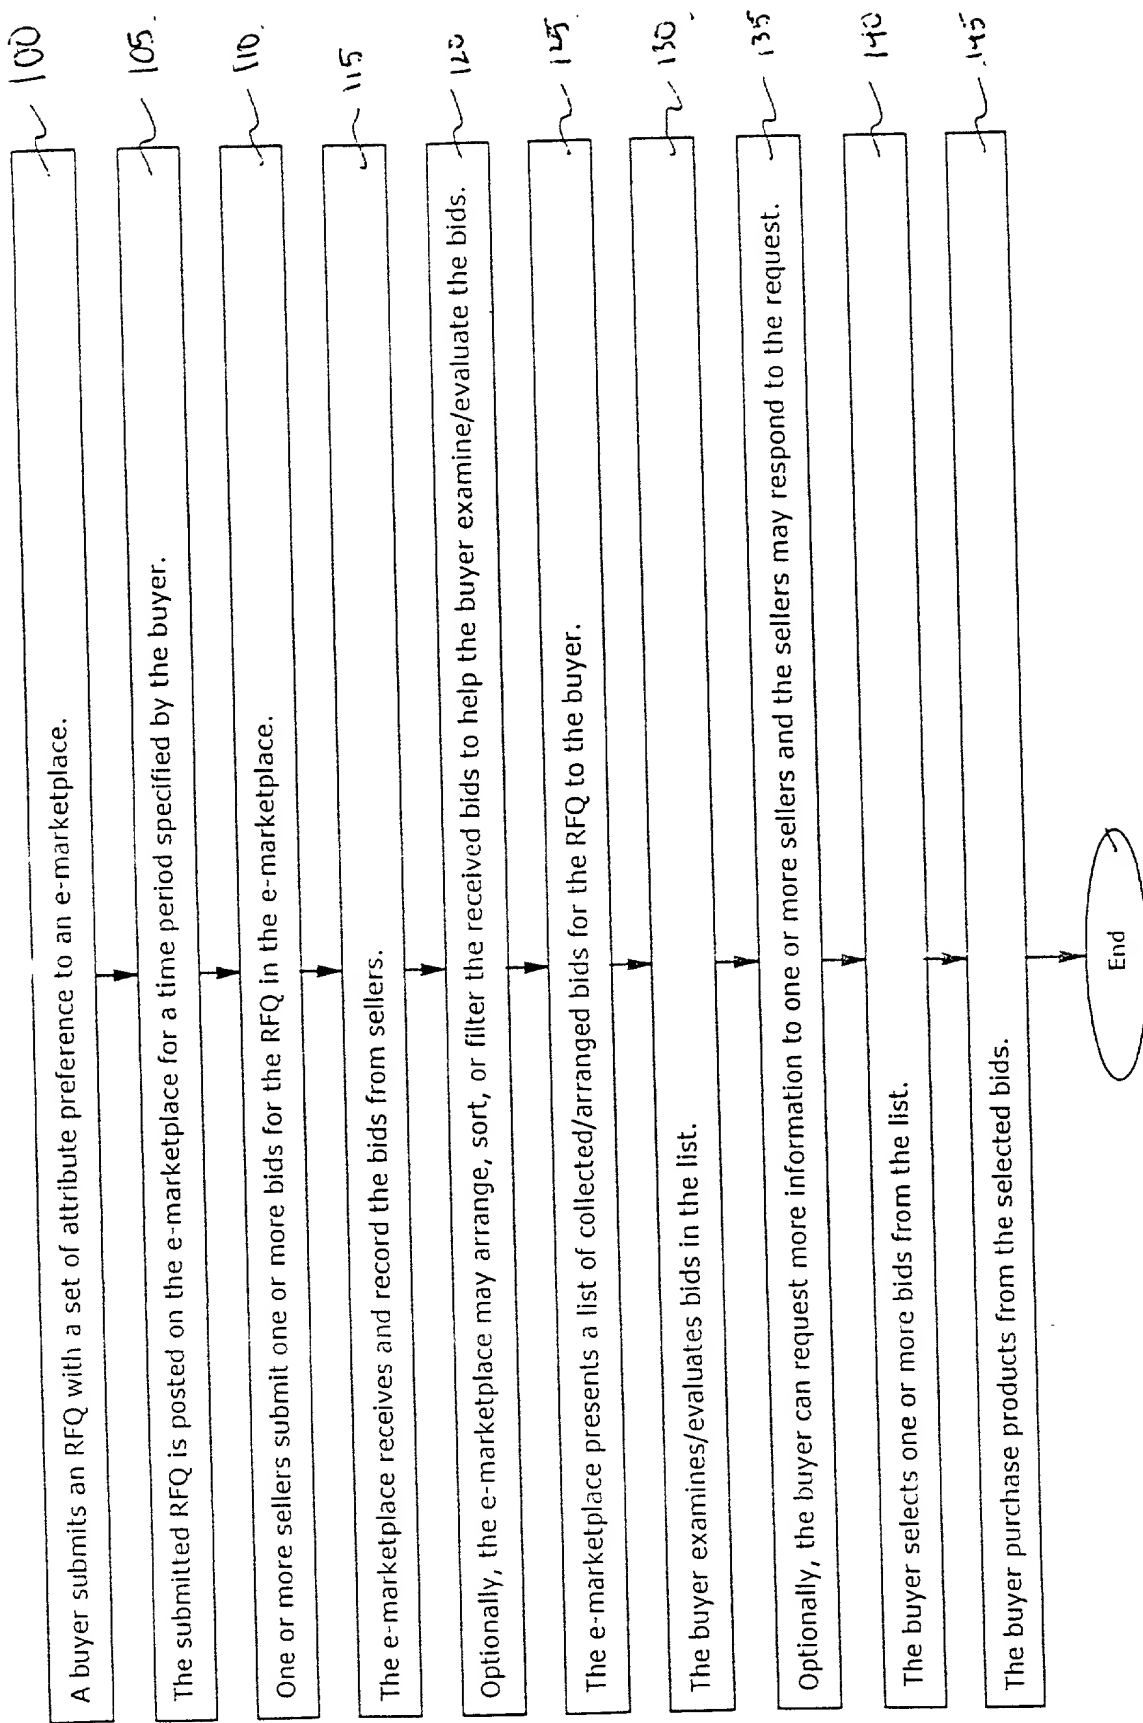 A buyer submits an RFQ with a set of attribute preference to an e-marketplace.
100
The submitted RFQ is posted on the e-marketplace for a time period specified by the buyer.
105.
One or more sellers submit one or more bids for the RFQ in the e-marketplace.
110.
The e-marketplace receives and record the bids from sellers.
115
Optionally, the e-marketplace may arrange, sort, or filter the received bids to help the buyer examine/evaluate the bids.
120
The e-marketplace presents a list of collected/arranged bids for the RFQ to the buyer.
125
The buyer examines/evaluates bids in the list.
130.
Optionally, the buyer can request more information to one or more sellers and the sellers may respond to the request.
135
The buyer selects one or more bids from the list.
140
The buyer purchase products from the selected bids.
145
End